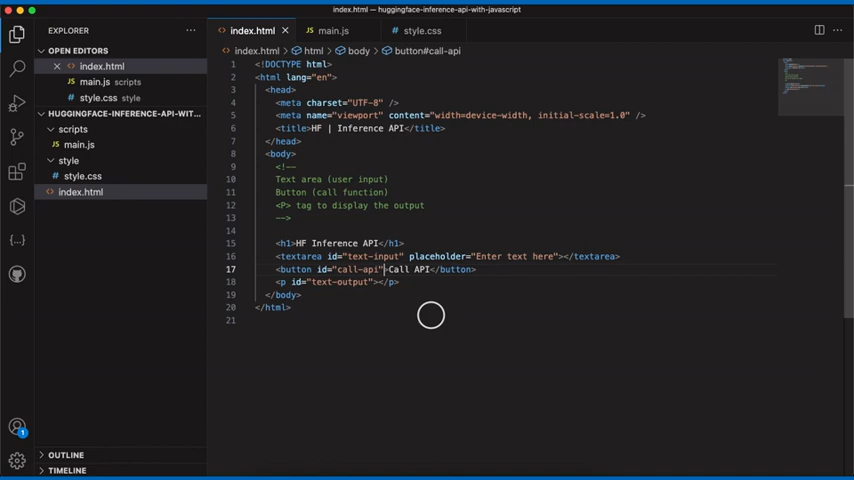 index.html — huggingface-inference-api-with-javascript
EXPLORER
OPEN EDITORS
index.html
main.js scripts
style.css style
HUGGINGFACE-INFERENCE-API-WIT...
scripts
main.js
style
style.css
index.html
OUTLINE
TIMELINE
1
index.html
main.js
style.css
index.html > html > body > button#call-api
1 <!DOCTYPE html>
2 <html lang="en">
3 <head>
4 <meta charset="UTF-8" />
5 <meta name="viewport" content="width=device-width, initial-scale=1.0" />
6 <title>HF | Inference API</title>
7 </head>
8 <body>
9 <!--
10 Text area (user input)
11 Button (call function)
12 <P> tag to display the output
13 -->
14
15 <h1>HF Inference API</h1>
16 <textarea id="text-input" placeholder="Enter text here"></textarea>
17 <button id="call-api">Call API</button>
18 <p id="text-output"></p>
19 </body>
20 </html>
21